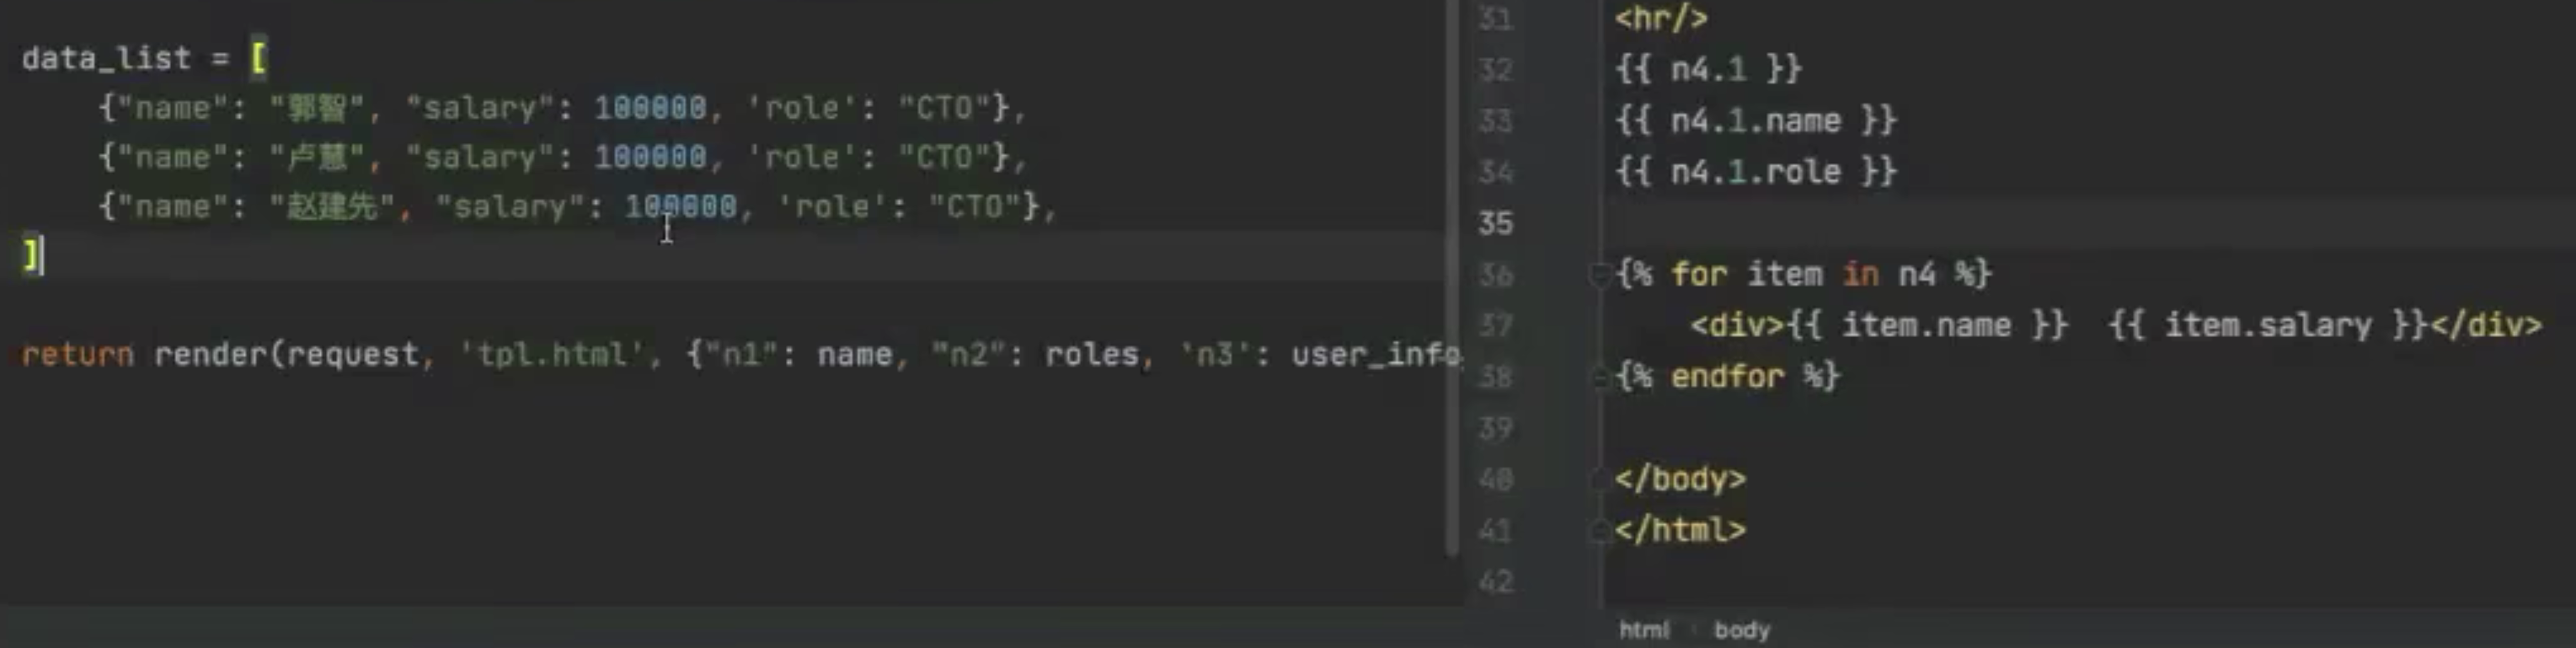 data_list = [
{"name": "郭智", "salary": 100000, 'role': "CTO"},
{"name": "卢慧", "salary": 100000, 'role': "CTO"},
{"name": "赵建先", "salary": 100000, 'role': "CTO"},
]
return render(request, 'tpl.html', {"n1": name, "n2": roles, 'n3': user_info
31 <hr/>
32 {{ n4.1 }}
33 {{ n4.1.name }}
34 {{ n4.1.role }}
35
36 {% for item in n4 %}
37 <div>{{ item.name }} {{ item.salary }}</div>
38 {% endfor %}
39
40 </body>
41 </html>
42
html body